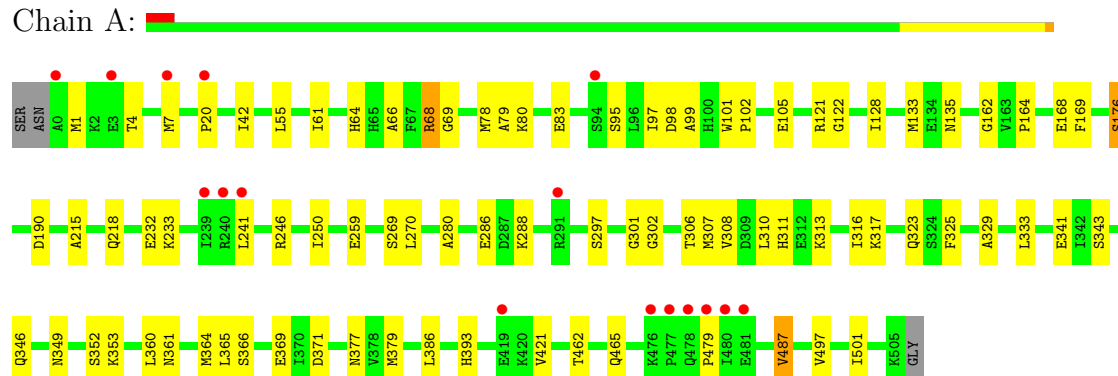 Chain A:
SER ASN A0 M1 K2 E3 T4 M7 P20 I42 L55 I61 H64 H65 A66 F67 R68 G69 M78 A79 K80 E83 S94 S95 L96 I97 D98 A99 H100 W101 P102 E105 R121 G122 I128 M133 E134 N135 G162 V163 P164 E168 F169
D190 A215 Q218 E232 K233 I239 R240 L241 R246 I250 E259 S269 L270 A280 E286 D287 K288 R291 S297 G301 G302 T306 M307 V308 D309 L310 H311 E312 K313 I316 K317 Q323 S324 F325 A329 L333 E341 I342 S343
Q346 N349 S352 K353 L360 N361 M364 L365 S366 E369 I370 D371 N377 V378 M379 L386 H393 E419 K420 V421 T462 Q465 K476 P477 Q478 P479 I480 E481 V487 V497 I501 K505 GLY